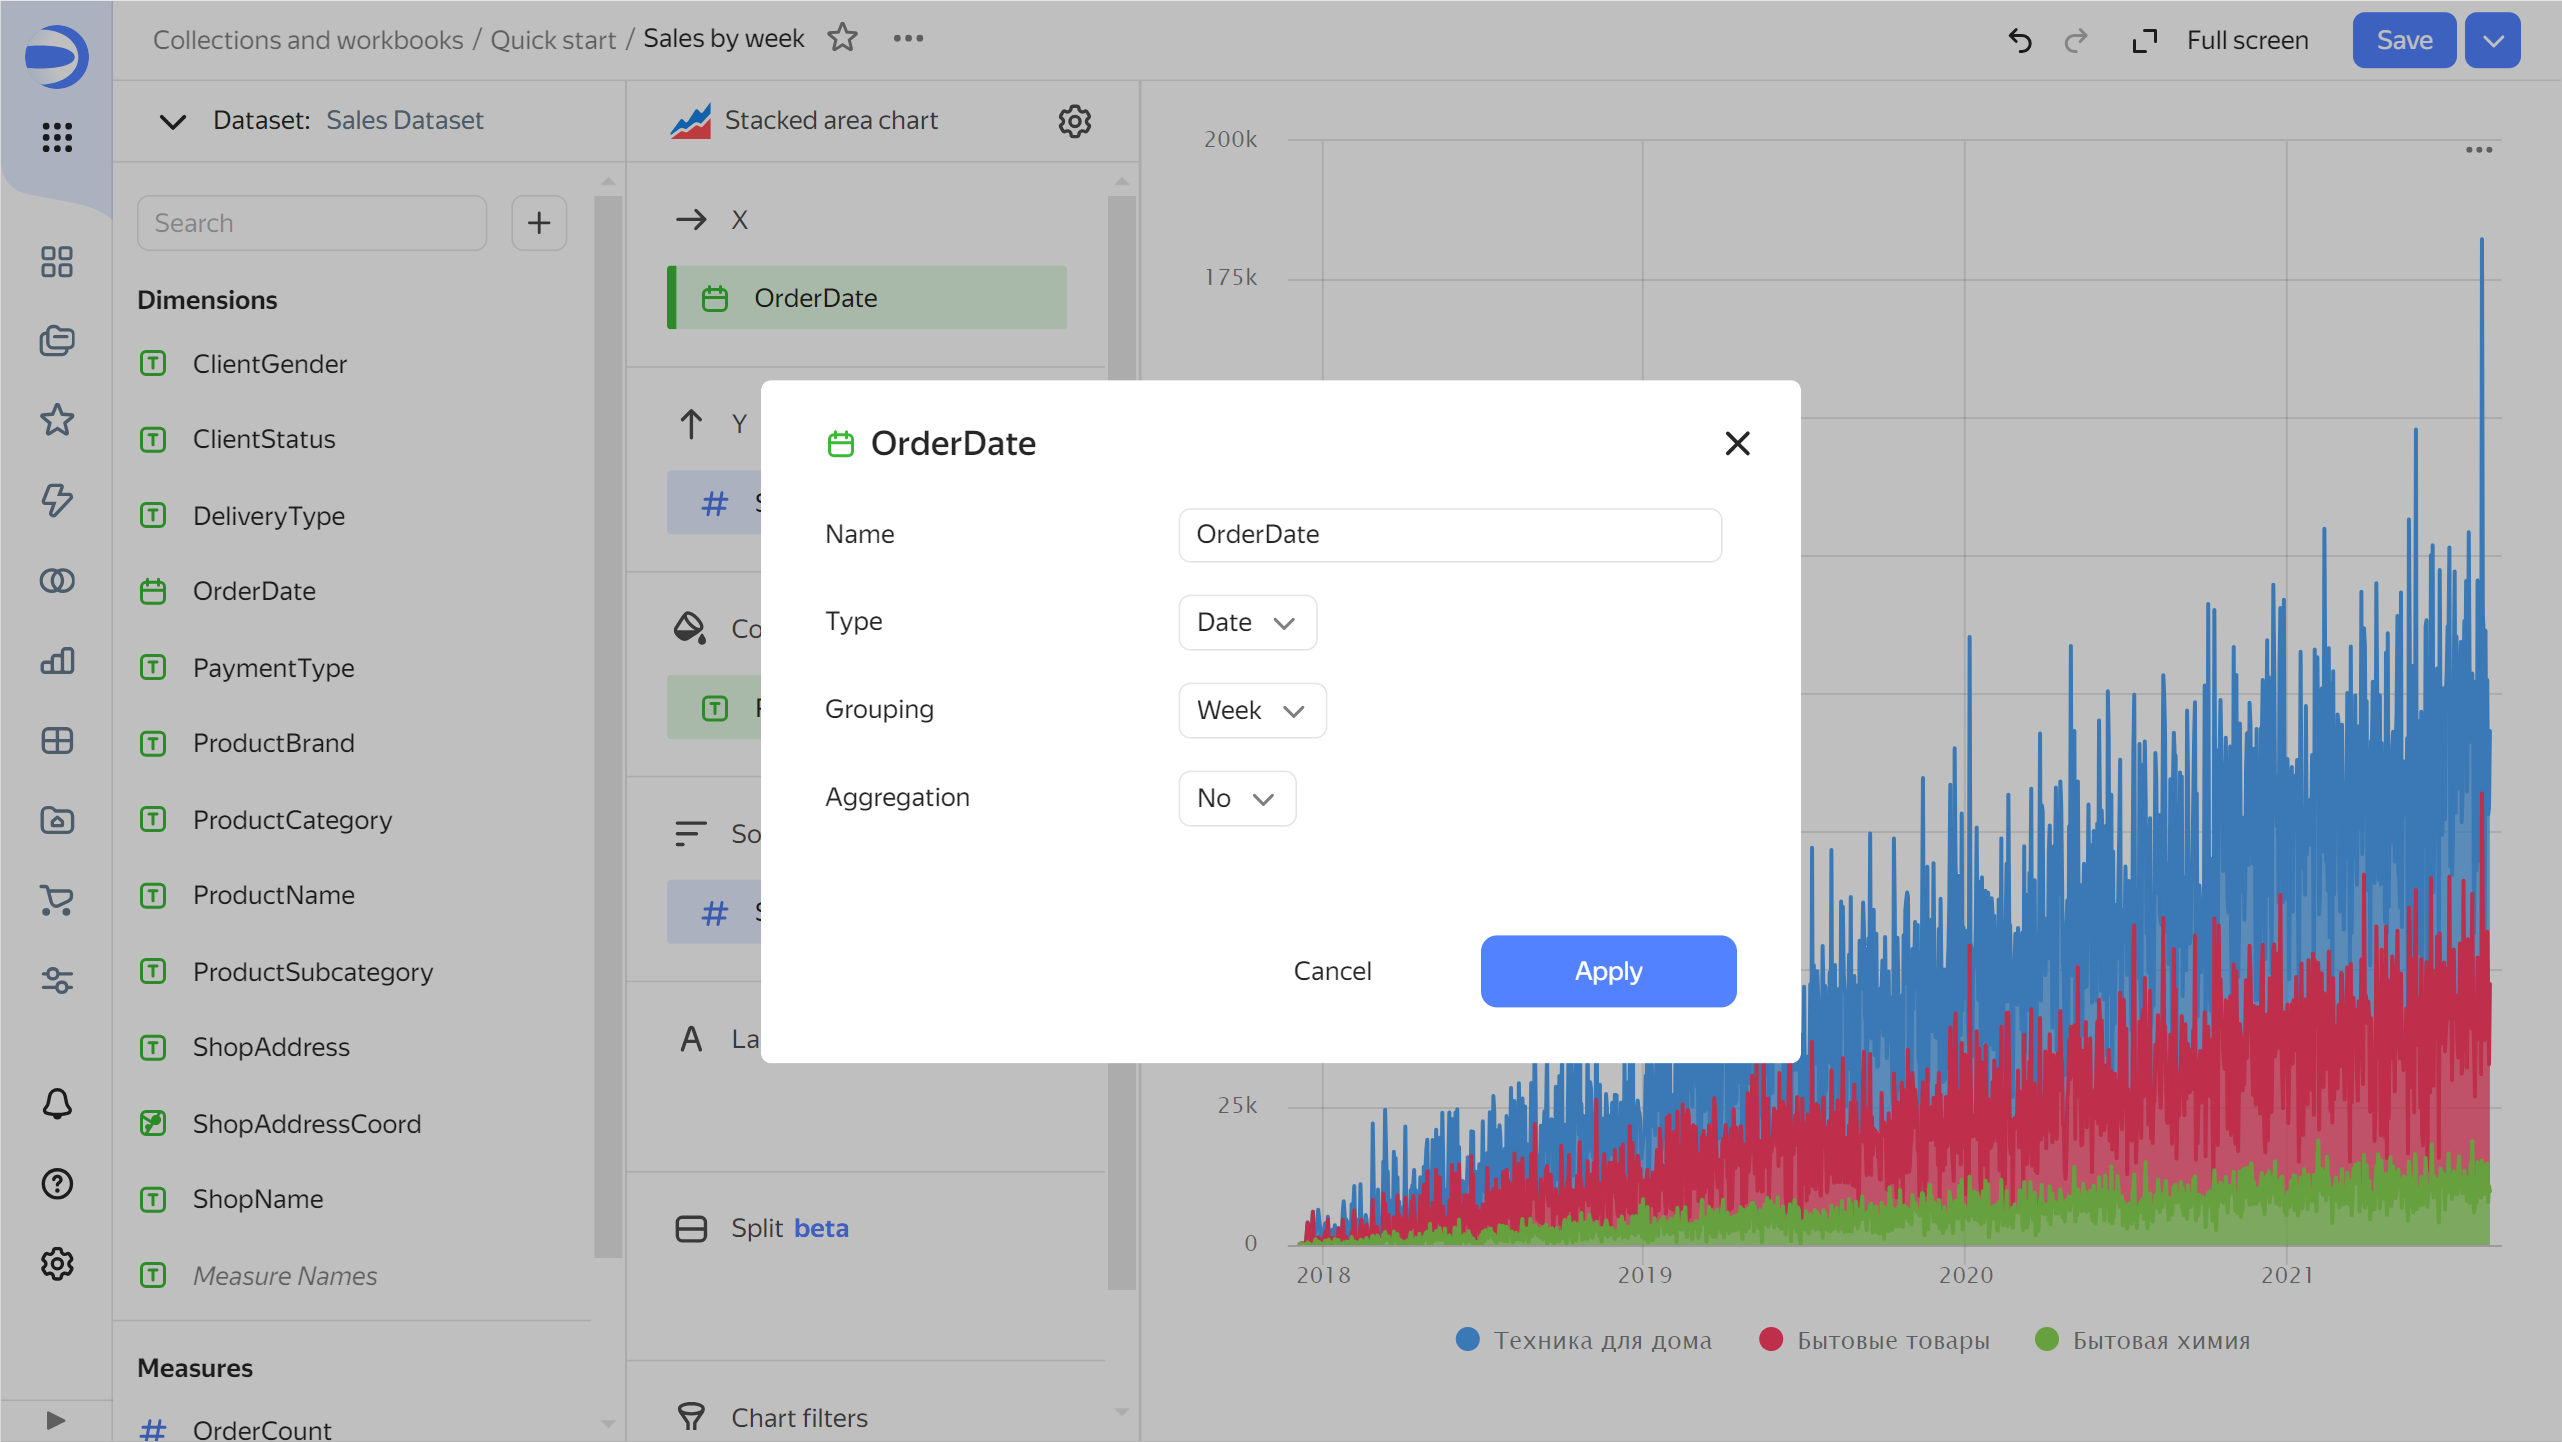 Collections and workbooks / Quick start / Sales by week
Full screen
Save
Dataset: Sales Dataset
Search
Dimensions
ClientGender
ClientStatus
DeliveryType
OrderDate
PaymentType
ProductBrand
ProductCategory
ProductName
ProductSubcategory
ShopAddress
ShopAddressCoord
ShopName
Measure Names
Measures
OrderCount
Stacked area chart
X
OrderDate
Y
Co
So
La
Split beta
Chart filters
OrderDate
Name
OrderDate
Type
Date
Grouping
Week
Aggregation
No
Cancel
Apply
200k
175k
25k
0
2018
2019
2020
2021
Техника для дома
Бытовые товары
Бытовая химия